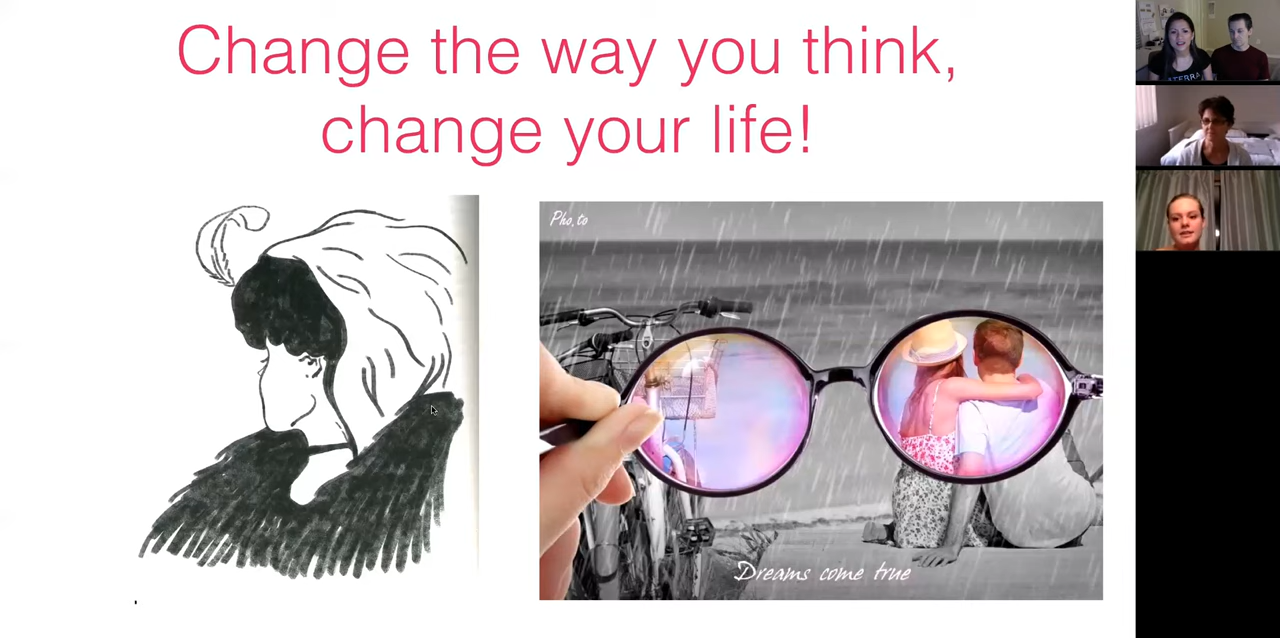 Change the way you think,
change your life!
Pho.to
Dreams come true